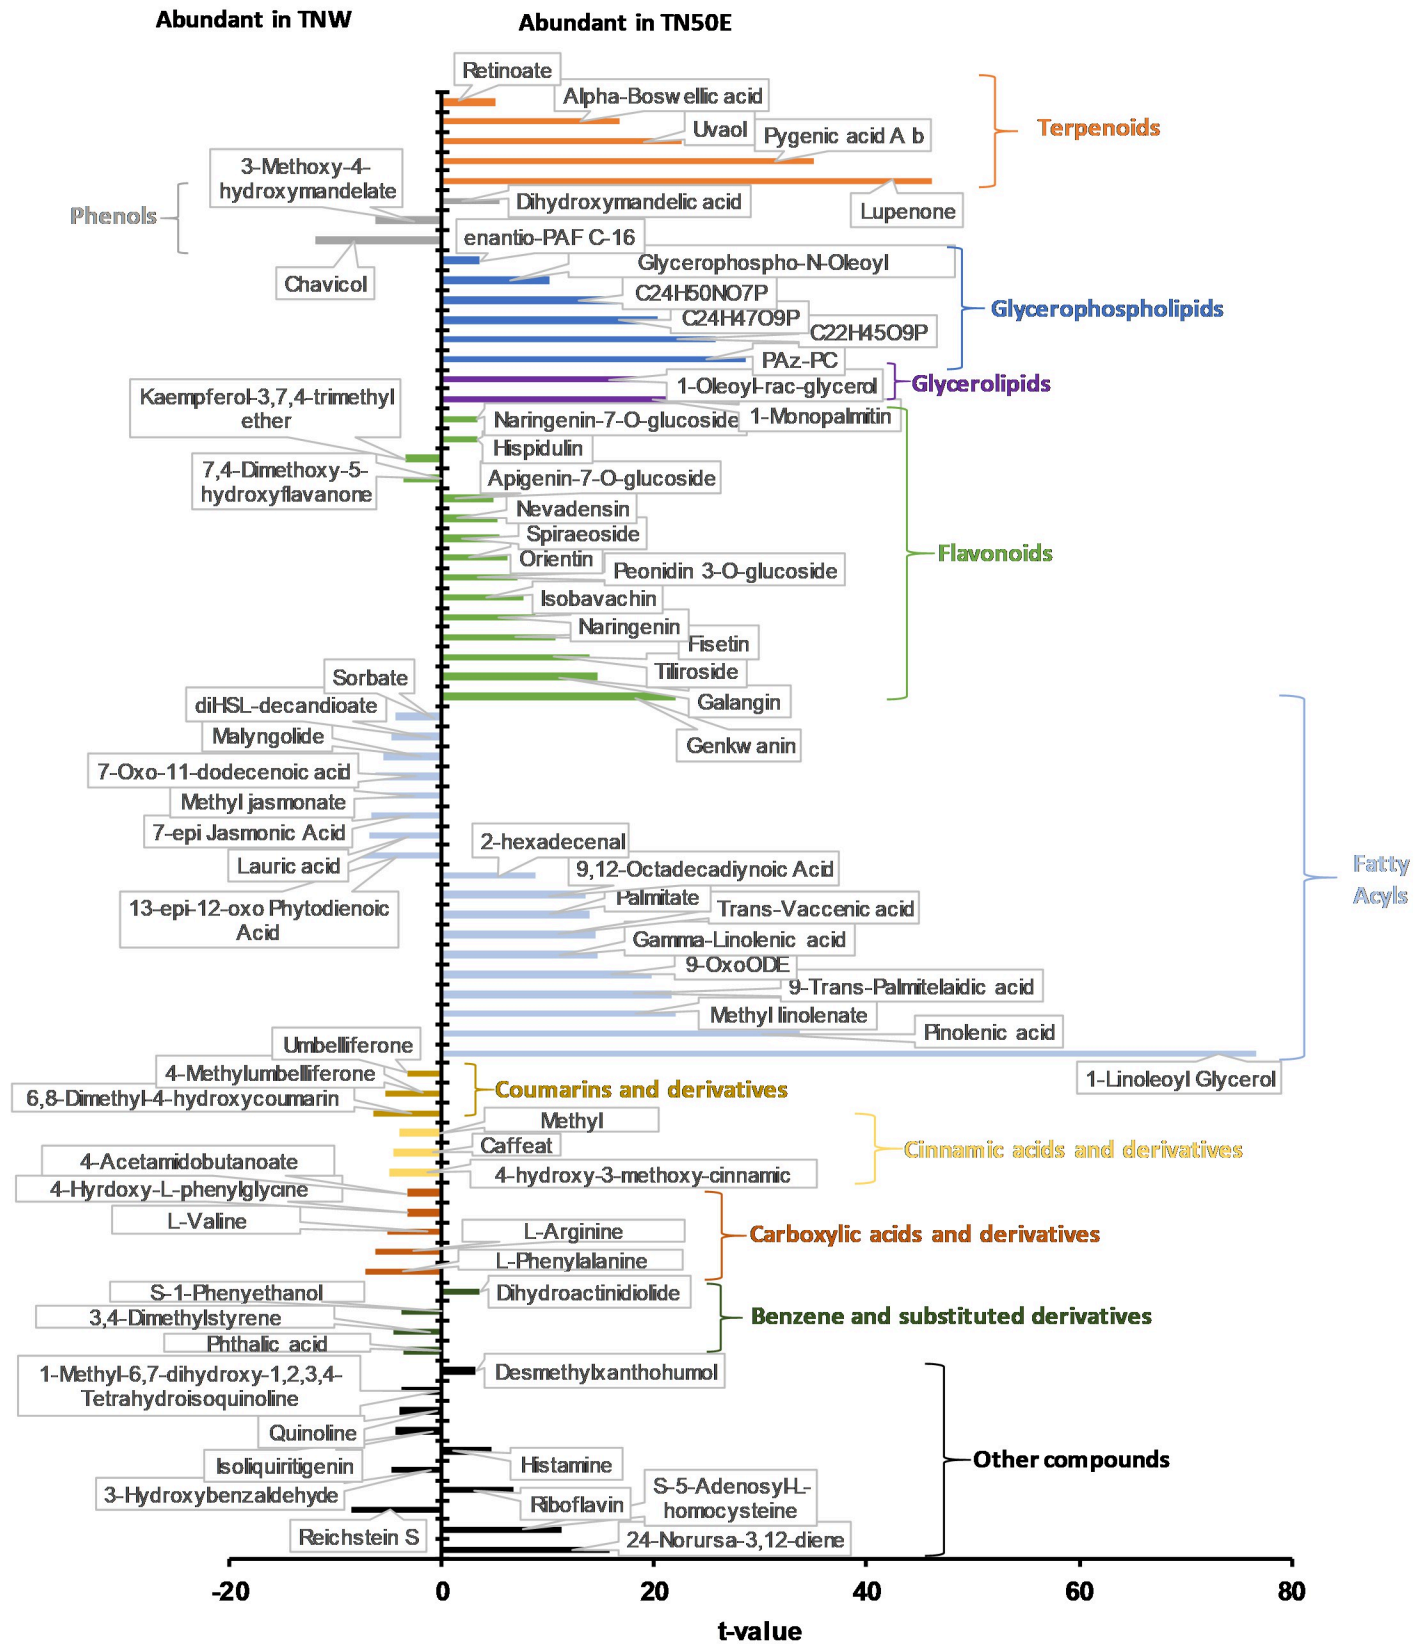 Abundant in TNW
Abundant in TN50E
Retinoate
Alpha-Boswellic acid
Uvaol
Pygenic acid A b
Terpenoids
3-Methoxy-4-
hydroxymandelate
Dihydroxymandelic acid
Lupenone
Phenols
enantio-PAF C-16
Chavicol
Glycerophospho-N-Oleoyl
C24H50NO7P
C24H47O9P
C22H45O9P
Glycerophospholipids
PAz-PC
1-Oleoyl-rac-glycerol
Glycerolipids
Kaempferol-3,7,4-trimethyl
ether
1-Monopalmitin
Naringenin-7-O-glucoside
Hispidulin
7,4-Dimethoxy-5-
hydroxyflavanone
Apigenin-7-O-glucoside
Nevadensin
Spiraeoside
Orientin
Flavonoids
Peonidin 3-O-glucoside
Isobavachin
Naringenin
Fisetin
Tiliroside
Sorbate
Galangin
diHSL-decandioate
Malyngolide
Genkwanin
7-Oxo-11-dodecenoic acid
Methyl jasmonate
7-epi Jasmonic Acid
2-hexadecenal
Lauric acid
9,12-Octadecadiynoic Acid
Fatty
Acyls
Palmitate
13-epi-12-oxo Phytodienoic
Acid
Trans-Vaccenic acid
Gamma-Linolenic acid
9-OxoODE
9-Trans-Palmitelaidic acid
Methyl linolenate
Pinolenic acid
Umbelliferone
4-Methylumbelliferone
1-Linoleoyl Glycerol
6,8-Dimethyl-4-hydroxycoumarin
Coumarins and derivatives
Methyl
Caffeat
Cinnamic acids and derivatives
4-Acetamidobutanoate
4-hydroxy-3-methoxy-cinnamic
4-Hyrdoxy-L-phenylglycine
L-Valine
L-Arginine
Carboxylic acids and derivatives
L-Phenylalanine
S-1-Phenyethanol
Dihydroactinidiolide
3,4-Dimethylstyrene
Benzene and substituted derivatives
Phthalic acid
1-Methyl-6,7-dihydroxy-1,2,3,4-
Tetrahydroisoquinoline
Desmethylxanthohumol
Quinoline
Isoliquiritigenin
Histamine
Other compounds
3-Hydroxybenzaldehyde
Riboflavin
S-5-Adenosyl-L-
homocysteine
Reichstein S
24-Norursa-3,12-diene
-20 0 20 40 60 80
t-value